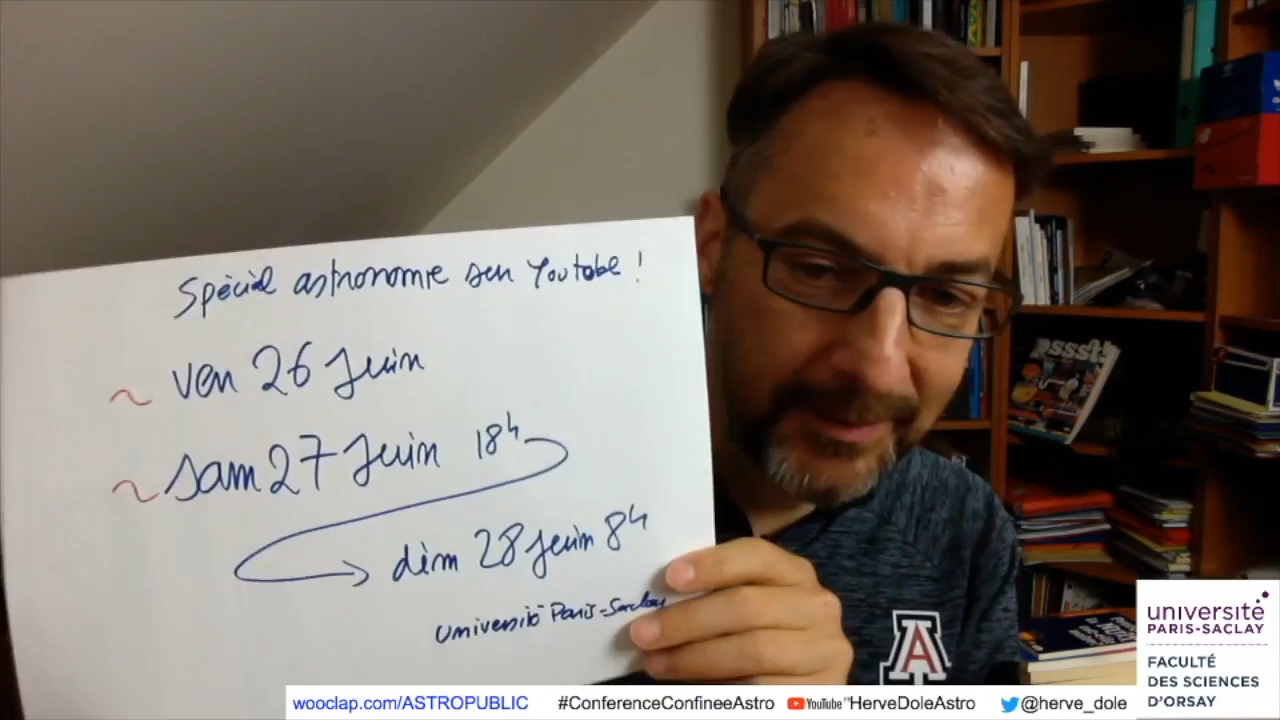 Spécial astronomie sur Youtube !
~ ven 26 Juin
~ sam 27 Juin 18h
dim 28 Juin 8h
Université Paris-Saclay
Asssts
A
université
PARIS-SACLAY
FACULTÉ
DES SCIENCES
D'ORSAY
wooclap.com/ASTROPUBLIC #ConferenceConfineeAstro YouTube "HerveDoleAstro @herve_dole